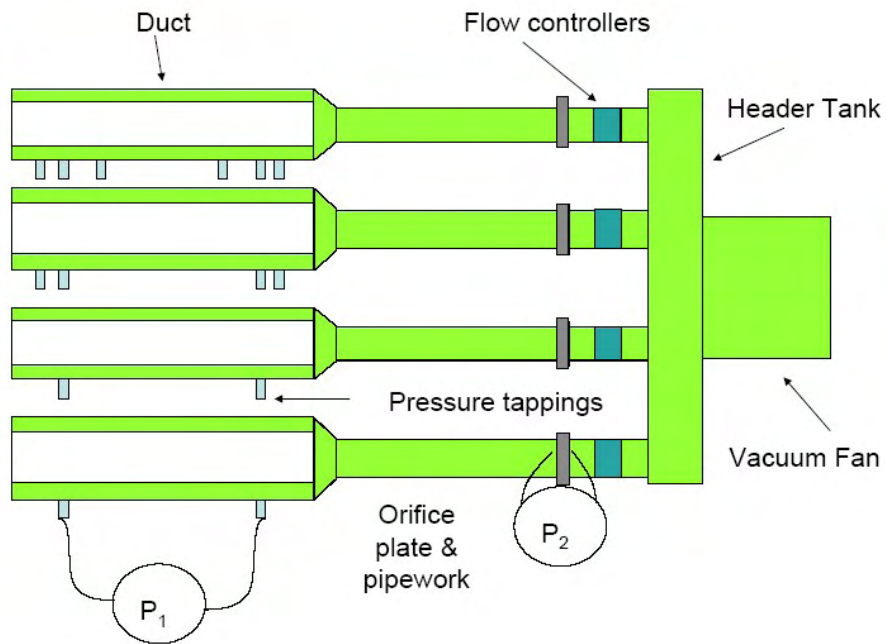 Duct
Flow controllers
Header Tank
Pressure tappings
Vacuum Fan
Orifice
plate &
pipework
P2
P1